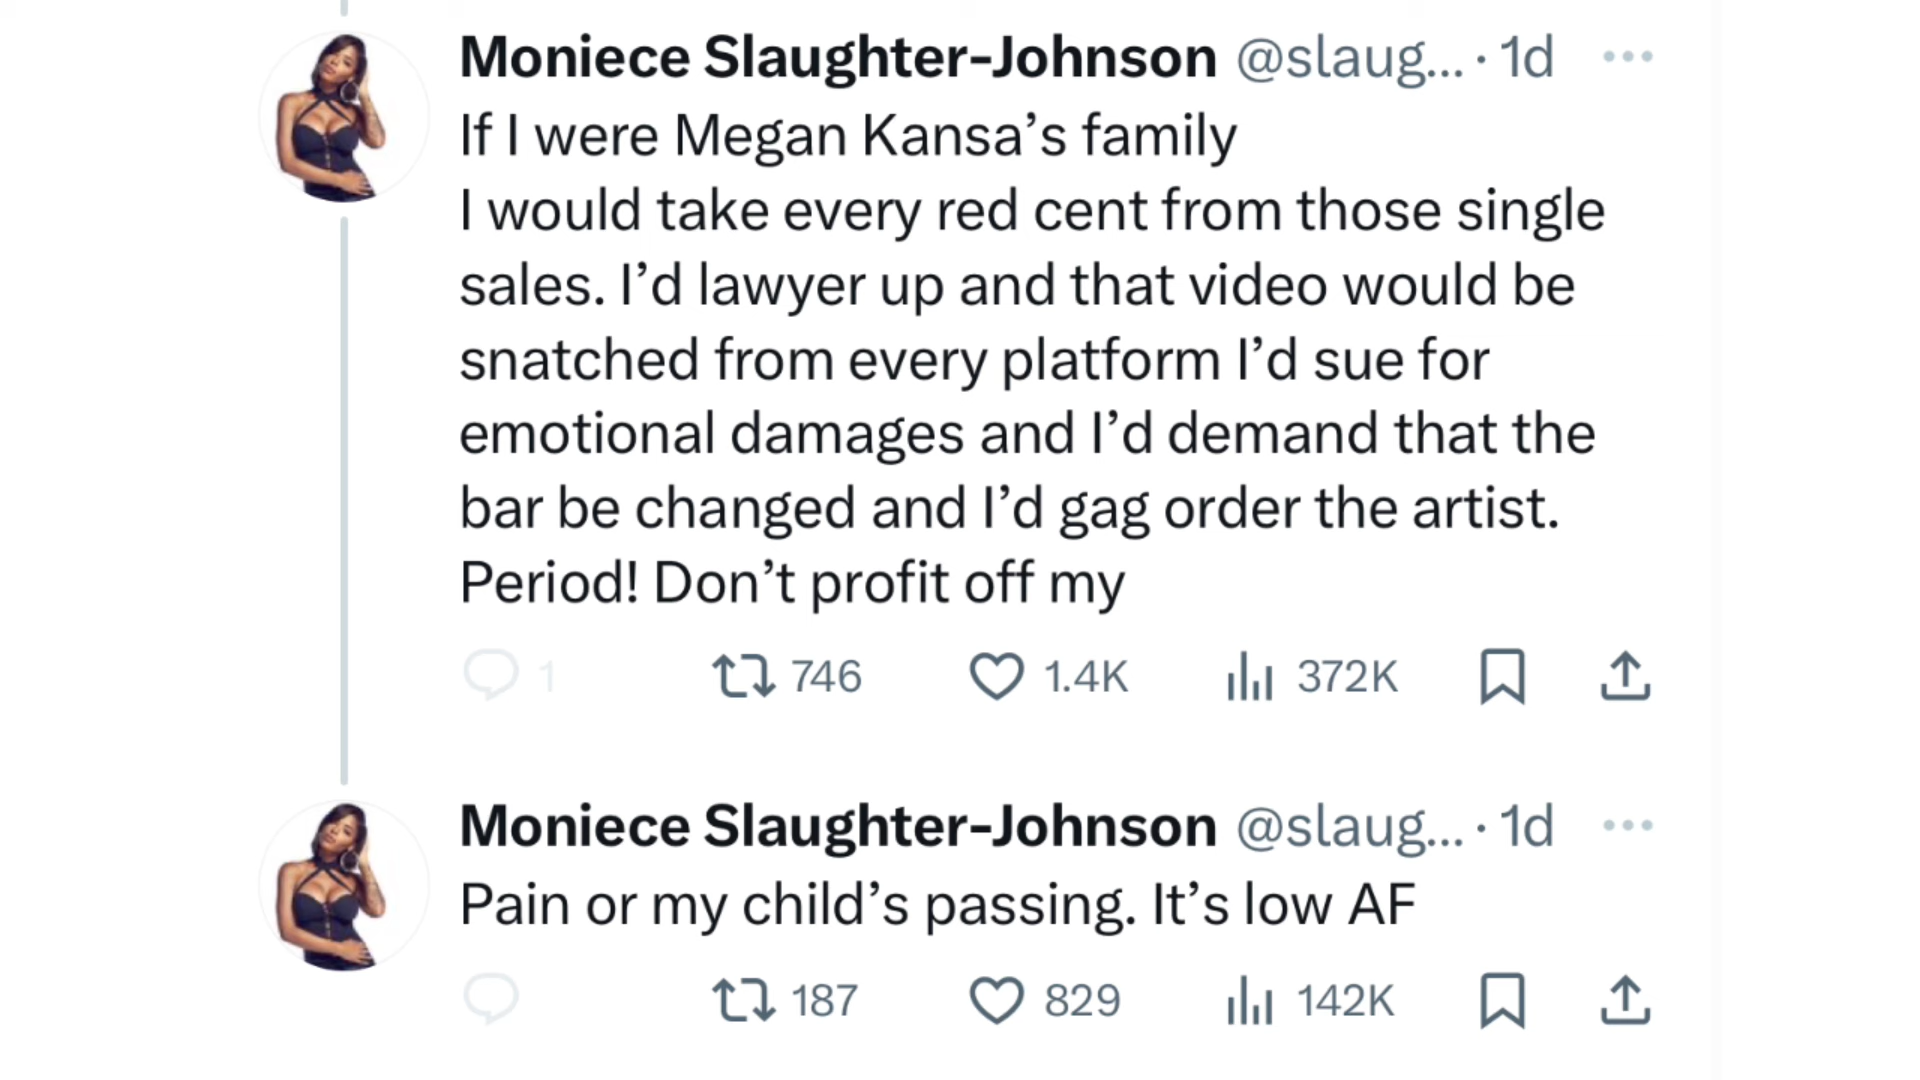 Moniece Slaughter-Johnson @slaug... · 1d
If I were Megan Kansa’s family
I would take every red cent from those single
sales. I’d lawyer up and that video would be
snatched from every platform I’d sue for
emotional damages and I’d demand that the
bar be changed and I’d gag order the artist.
Period! Don’t profit off my
1 746 1.4K 372K
Moniece Slaughter-Johnson @slaug... · 1d
Pain or my child’s passing. It’s low AF
187 829 142K